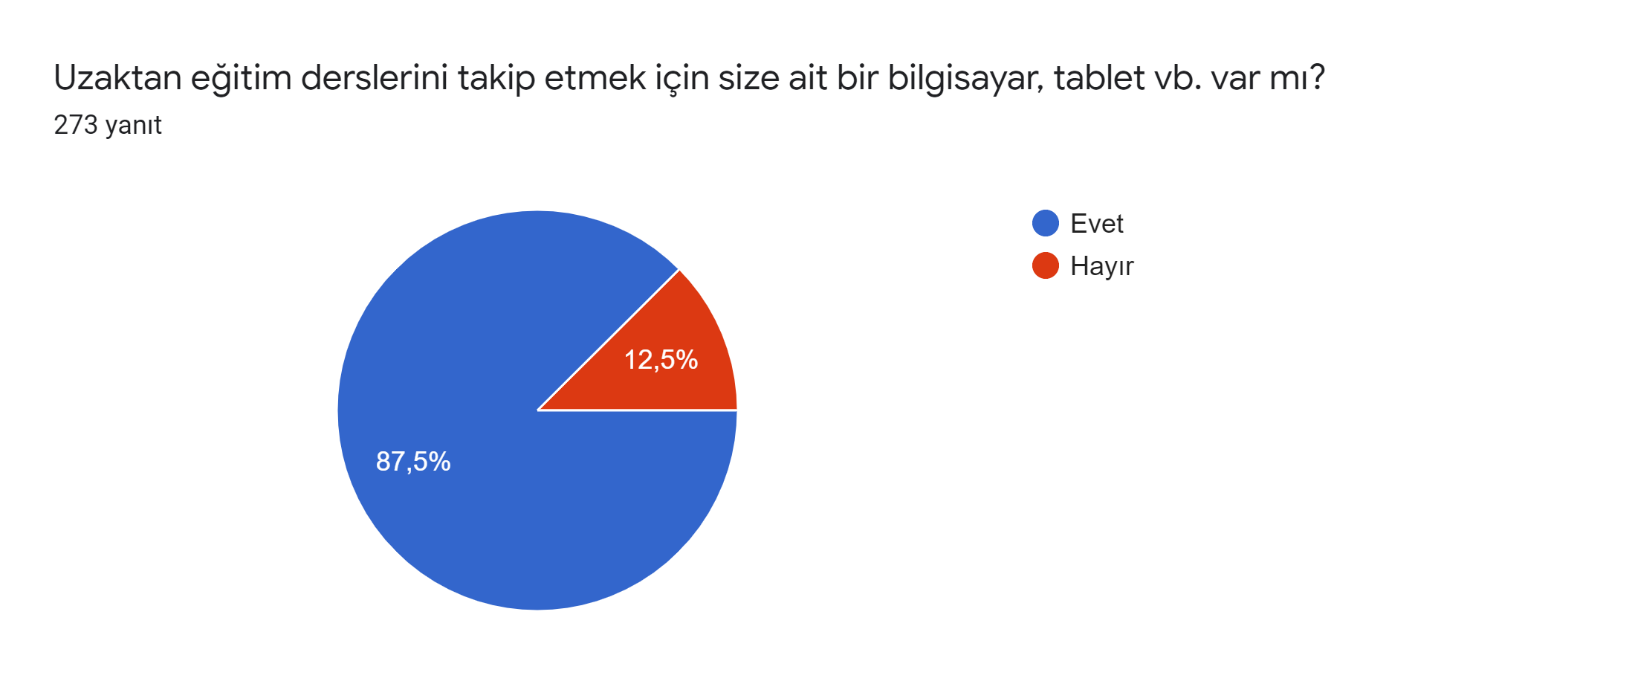 Uzaktan eğitim derslerini takip etmek için size ait bir bilgisayar, tablet vb. var mı?
273 yanıt
Evet
Hayır
12,5%
87,5%